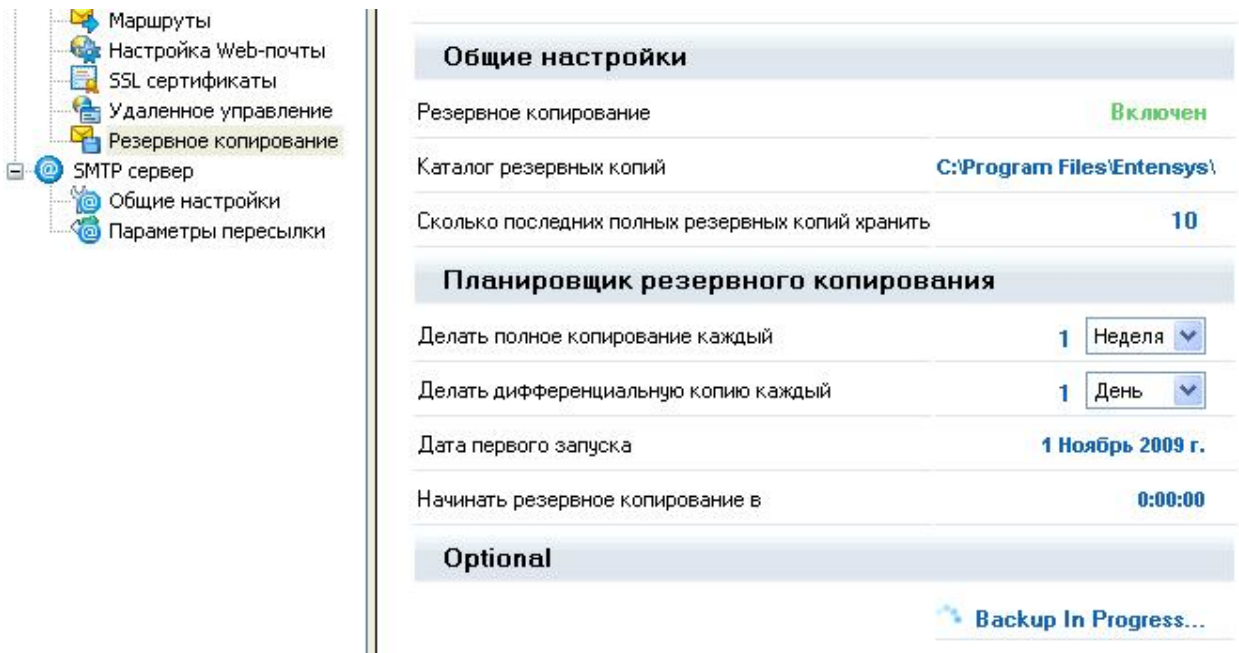 Маршруты
Настройка Web-почты
SSL сертификаты
Удаленное управление
Резервное копирование
SMTP сервер
Общие настройки
Параметры пересылки
Общие настройки
Резервное копирование Включен
Каталог резервных копий C:\Program Files\Entensys\
Сколько последних полных резервных копий хранить 10
Планировщик резервного копирования
Делать полное копирование каждый 1 Неделя
Делать дифференциальную копию каждый 1 День
Дата первого запуска 1 Ноябрь 2009 г.
Начинать резервное копирование в 0:00:00
Optional
Backup In Progress...